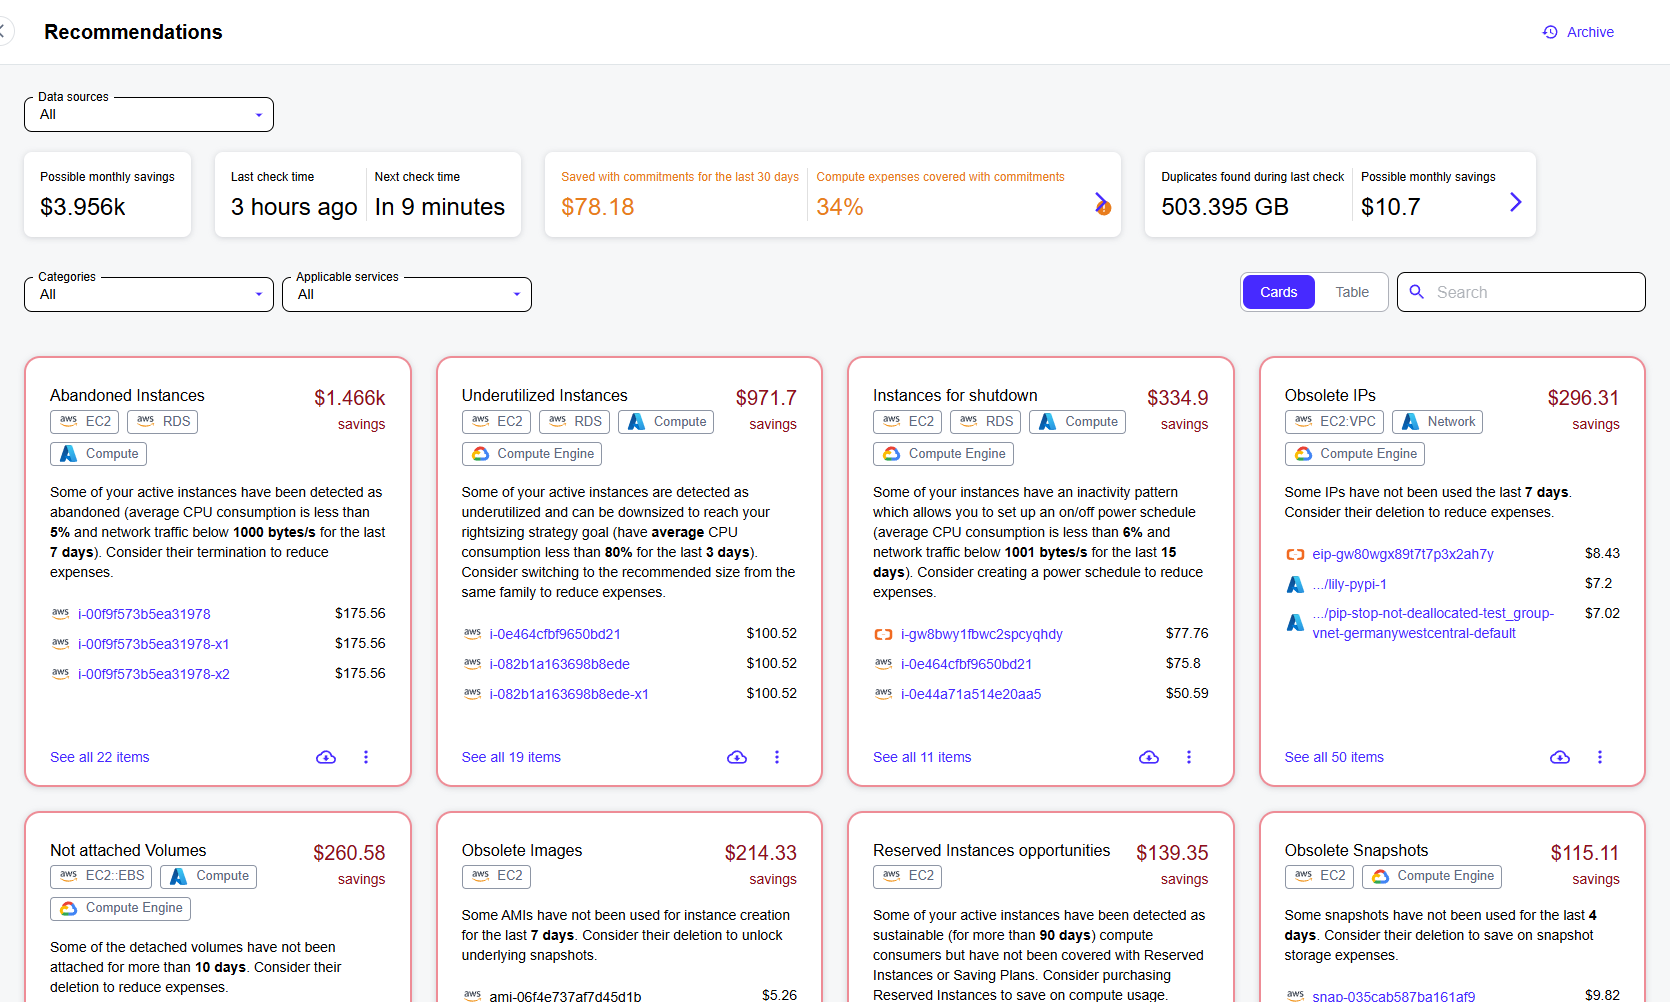 Recommendations
Archive
Data sources
All
Possible monthly savings
$3.956k
Last check time
3 hours ago
Next check time
In 9 minutes
Saved with commitments for the last 30 days
$78.18
Compute expenses covered with commitments
34%
Duplicates found during last check
503.395 GB
Possible monthly savings
$10.7
Categories
All
Applicable services
All
Cards
Table
Search
Abandoned Instances
$1.466k
savings
aws EC2
aws RDS
Compute
Some of your active instances have been detected as
abandoned (average CPU consumption is less than
5% and network traffic below 1000 bytes/s for the last
7 days). Consider their termination to reduce
expenses.
aws i-00f9f573b5ea31978 $175.56
aws i-00f9f573b5ea31978-x1 $175.56
aws i-00f9f573b5ea31978-x2 $175.56
See all 22 items
Underutilized Instances
$971.7
savings
aws EC2
aws RDS
Compute
Compute Engine
Some of your active instances are detected as
underutilized and can be downsized to reach your
rightsizing strategy goal (have average CPU
consumption less than 80% for the last 3 days).
Consider switching to the recommended size from the
same family to reduce expenses.
aws i-0e464cfbf9650bd21 $100.52
aws i-082b1a163698b8ede $100.52
aws i-082b1a163698b8ede-x1 $100.52
See all 19 items
Instances for shutdown
$334.9
savings
aws EC2
aws RDS
Compute
Compute Engine
Some of your instances have an inactivity pattern
which allows you to set up an on/off power schedule
(average CPU consumption is less than 6% and
network traffic below 1001 bytes/s for the last 15
days). Consider creating a power schedule to reduce
expenses.
i-gw8bwy1fbwc2spcyqhdy $77.76
aws i-0e464cfbf9650bd21 $75.8
aws i-0e44a71a514e20aa5 $50.59
See all 11 items
Obsolete IPs
$296.31
savings
aws EC2:VPC
Network
Compute Engine
Some IPs have not been used the last 7 days.
Consider their deletion to reduce expenses.
eip-gw80wgx89t7t7p3x2ah7y $8.43
.../lily-pypi-1 $7.2
.../pip-stop-not-deallocated-test_group- $7.02
vnet-germanywestcentral-default
See all 50 items
Not attached Volumes
$260.58
savings
aws EC2::EBS
Compute
Compute Engine
Some of the detached volumes have not been
attached for more than 10 days. Consider their
deletion to reduce expenses.
Obsolete Images
$214.33
savings
aws EC2
Some AMIs have not been used for instance creation
for the last 7 days. Consider their deletion to unlock
underlying snapshots.
aws ami-06f4e737af7d45d1b $5.26
Reserved Instances opportunities
$139.35
savings
aws EC2
Some of your active instances have been detected as
sustainable (for more than 90 days) compute
consumers but have not been covered with Reserved
Instances or Saving Plans. Consider purchasing
Reserved Instances to save on compute usage.
Obsolete Snapshots
$115.11
savings
aws EC2
Compute Engine
Some snapshots have not been used for the last 4
days. Consider their deletion to save on snapshot
storage expenses.
aws snap-035cab587ba161af9 $9.82